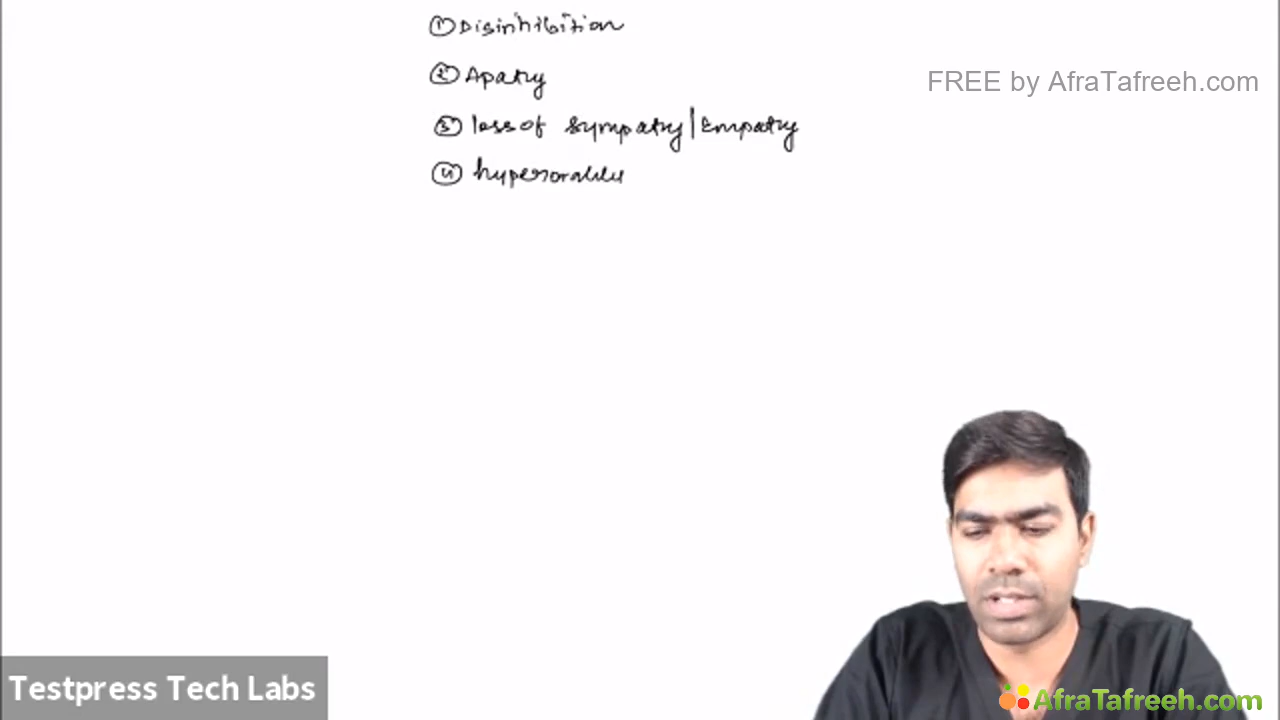 ① Disinhibition
② Apathy
FREE by AfraTafreeh.com
③ loss of Sympathy | Empathy
④
Testpress Tech Labs
AfraTafreeh.com